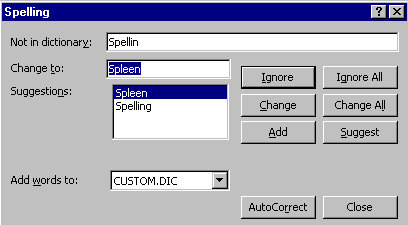 Spelling
Not in dictionary: Spellin
Change to: Spleen
Ignore Ignore All
Suggestions: Spleen
Spelling
Change Change All
Add Suggest
Add words to: CUSTOM.DIC
AutoCorrect Close